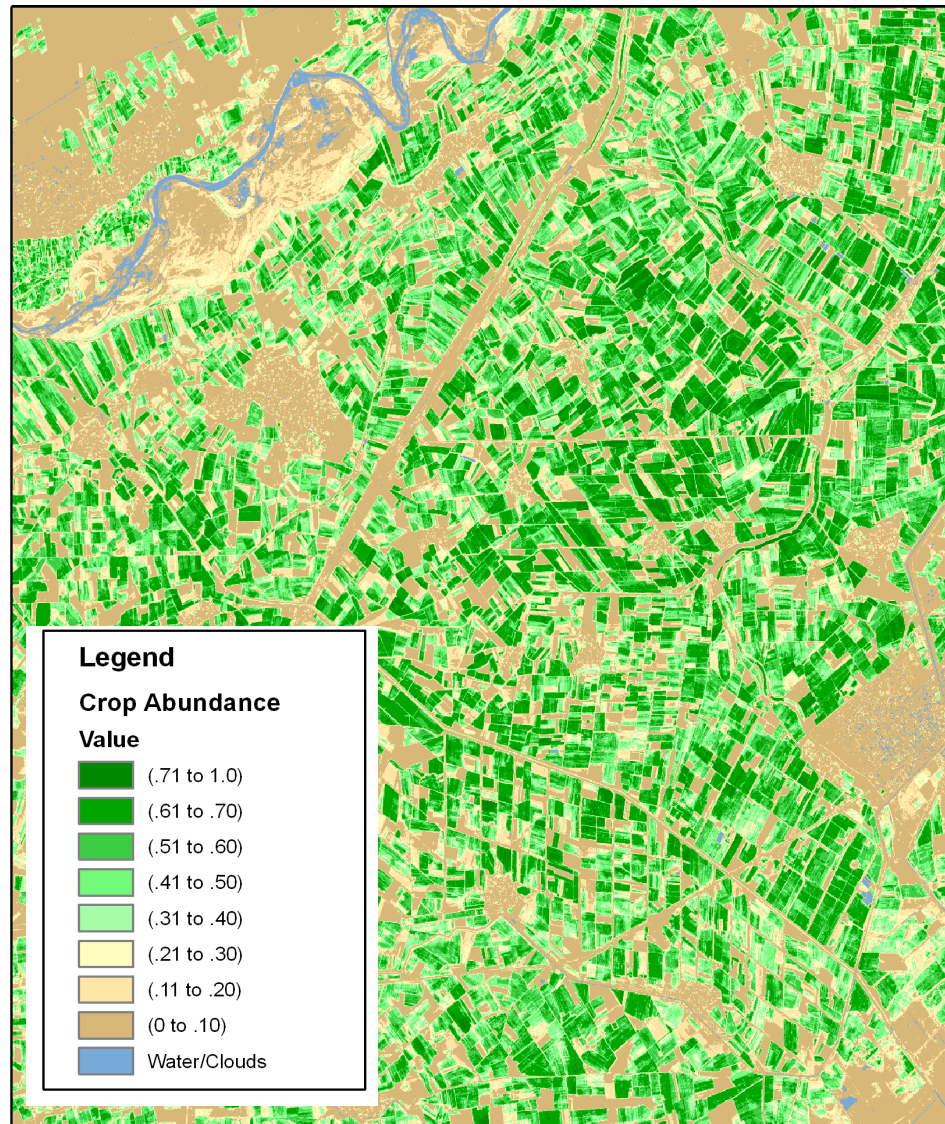 Legend
Crop Abundance
Value
(.71 to 1.0)
(.61 to .70)
(.51 to .60)
(.41 to .50)
(.31 to .40)
(.21 to .30)
(.11 to .20)
(0 to .10)
Water/Clouds